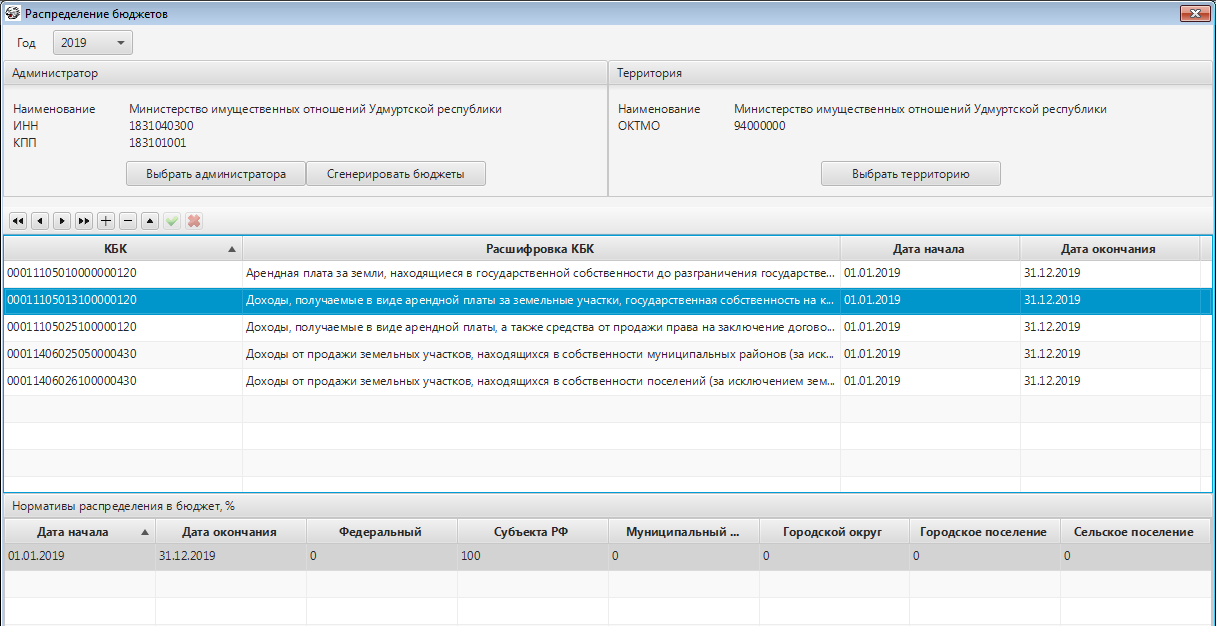 Распределение бюджетов
Год 2019
Администратор
Наименование Министерство имущественных отношений Удмуртской республики
ИНН 1831040300
КПП 183101001
Выбрать администратора Сгенерировать бюджеты
Территория
Наименование Министерство имущественных отношений Удмуртской республики
ОКТМО 94000000
Выбрать территорию
КБК Расшифровка КБК Дата начала Дата окончания
00011105010000000120 Арендная плата за земли, находящиеся в государственной собственности до разграничения государстве... 01.01.2019 31.12.2019
00011105013100000120 Доходы, получаемые в виде арендной платы за земельные участки, государственная собственность на к... 01.01.2019 31.12.2019
00011105025100000120 Доходы, получаемые в виде арендной платы, а также средства от продажи права на заключение догово... 01.01.2019 31.12.2019
00011406025050000430 Доходы от продажи земельных участков, находящихся в собственности муниципальных районов (за иск... 01.01.2019 31.12.2019
00011406026100000430 Доходы от продажи земельных участков, находящихся в собственности поселений (за исключением зем... 01.01.2019 31.12.2019
Нормативы распределения в бюджет, %
Дата начала Дата окончания Федеральный Субъекта РФ Муниципальный ... Городской округ Городское поселение Сельское поселение
01.01.2019 31.12.2019 0 100 0 0 0 0